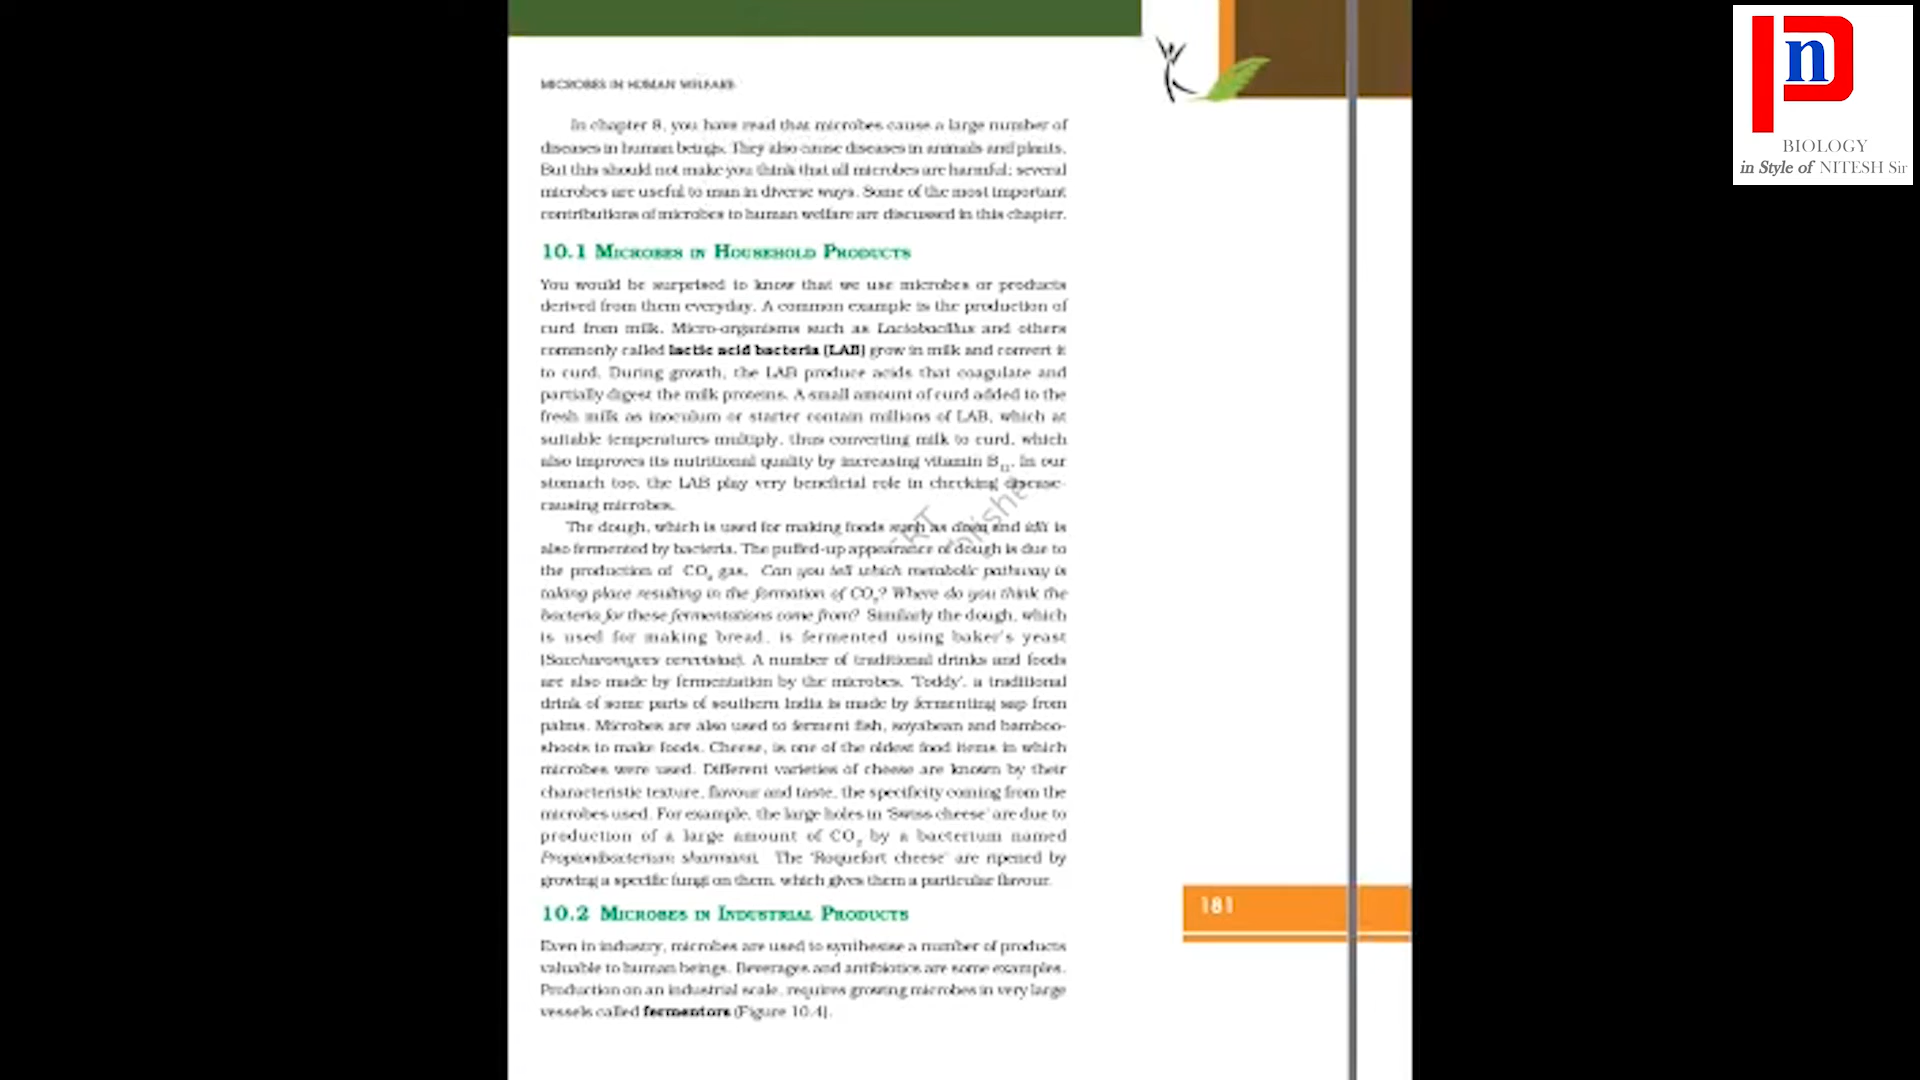 MICROBES IN HUMAN WELFARE
In chapter 8, you have read that microbes cause a large number of
diseases in human beings. They also cause diseases in animals and plants.
But this should not make you think that all microbes are harmful; several
microbes are useful to man in diverse ways. Some of the most important
contributions of microbes to human welfare are discussed in this chapter.
10.1 MICROBES IN HOUSEHOLD PRODUCTS
You would be surprised to know that we use microbes or products
derived from them everyday. A common example is the production of
curd from milk. Micro-organisms such as Lactobacillus and others
commonly called lactic acid bacteria (LAB) grow in milk and convert it
to curd. During growth, the LAB produce acids that coagulate and
partially digest the milk proteins. A small amount of curd added to the
fresh milk as inoculum or starter contain millions of LAB, which at
suitable temperatures multiply, thus converting milk to curd, which
also improves its nutritional quality by increasing vitamin B12. In our
stomach too, the LAB play very beneficial role in checking disease-
causing microbes.
The dough, which is used for making foods such as dosa and idli is
also fermented by bacteria. The puffed-up appearance of dough is due to
the production of CO2 gas. Can you tell which metabolic pathway is
taking place resulting in the formation of CO2? Where do you think the
bacteria for these fermentations come from? Similarly the dough, which
is used for making bread, is fermented using baker's yeast
(Saccharomyces cerevisiae). A number of traditional drinks and foods
are also made by fermentation by the microbes. 'Toddy', a traditional
drink of some parts of southern India is made by fermenting sap from
palms. Microbes are also used to ferment fish, soyabean and bamboo-
shoots to make foods. Cheese, is one of the oldest food items in which
microbes were used. Different varieties of cheese are known by their
characteristic texture, flavour and taste, the specificity coming from the
microbes used. For example, the large holes in 'Swiss cheese' are due to
production of a large amount of CO2 by a bacterium named
Propionibacterium sharmanii. The 'Roquefort cheese' are ripened by
growing a specific fungi on them, which gives them a particular flavour.
10.2 MICROBES IN INDUSTRIAL PRODUCTS
Even in industry, microbes are used to synthesise a number of products
valuable to human beings. Beverages and antibiotics are some examples.
Production on an industrial scale, requires growing microbes in very large
vessels called fermentors (Figure 10.4).
181
Pn
BIOLOGY
in Style of NITESH Sir